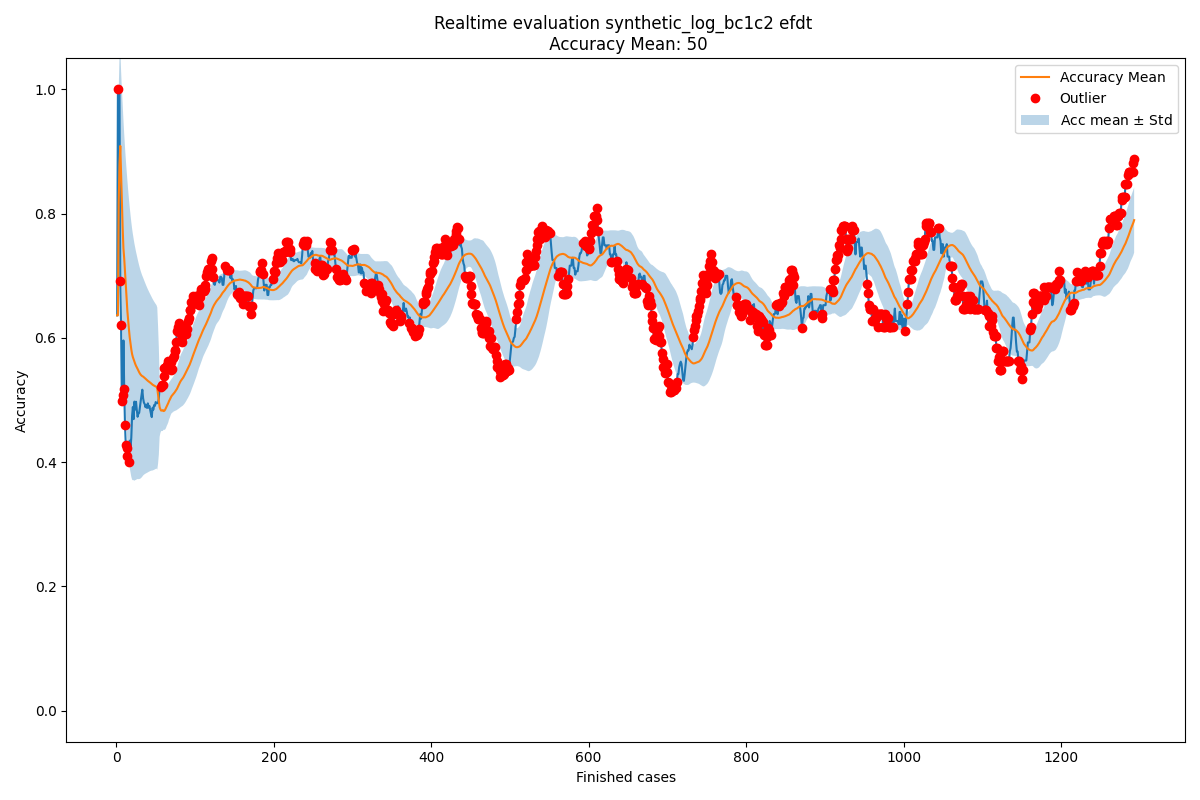 Realtime evaluation synthetic_log_bc1c2 efdt
Accuracy Mean: 50
Accuracy Mean
Outlier
Acc mean ± Std
Accuracy
1.0
0.8
0.6
0.4
0.2
0.0
0 200 400 600 800 1000 1200
Finished cases